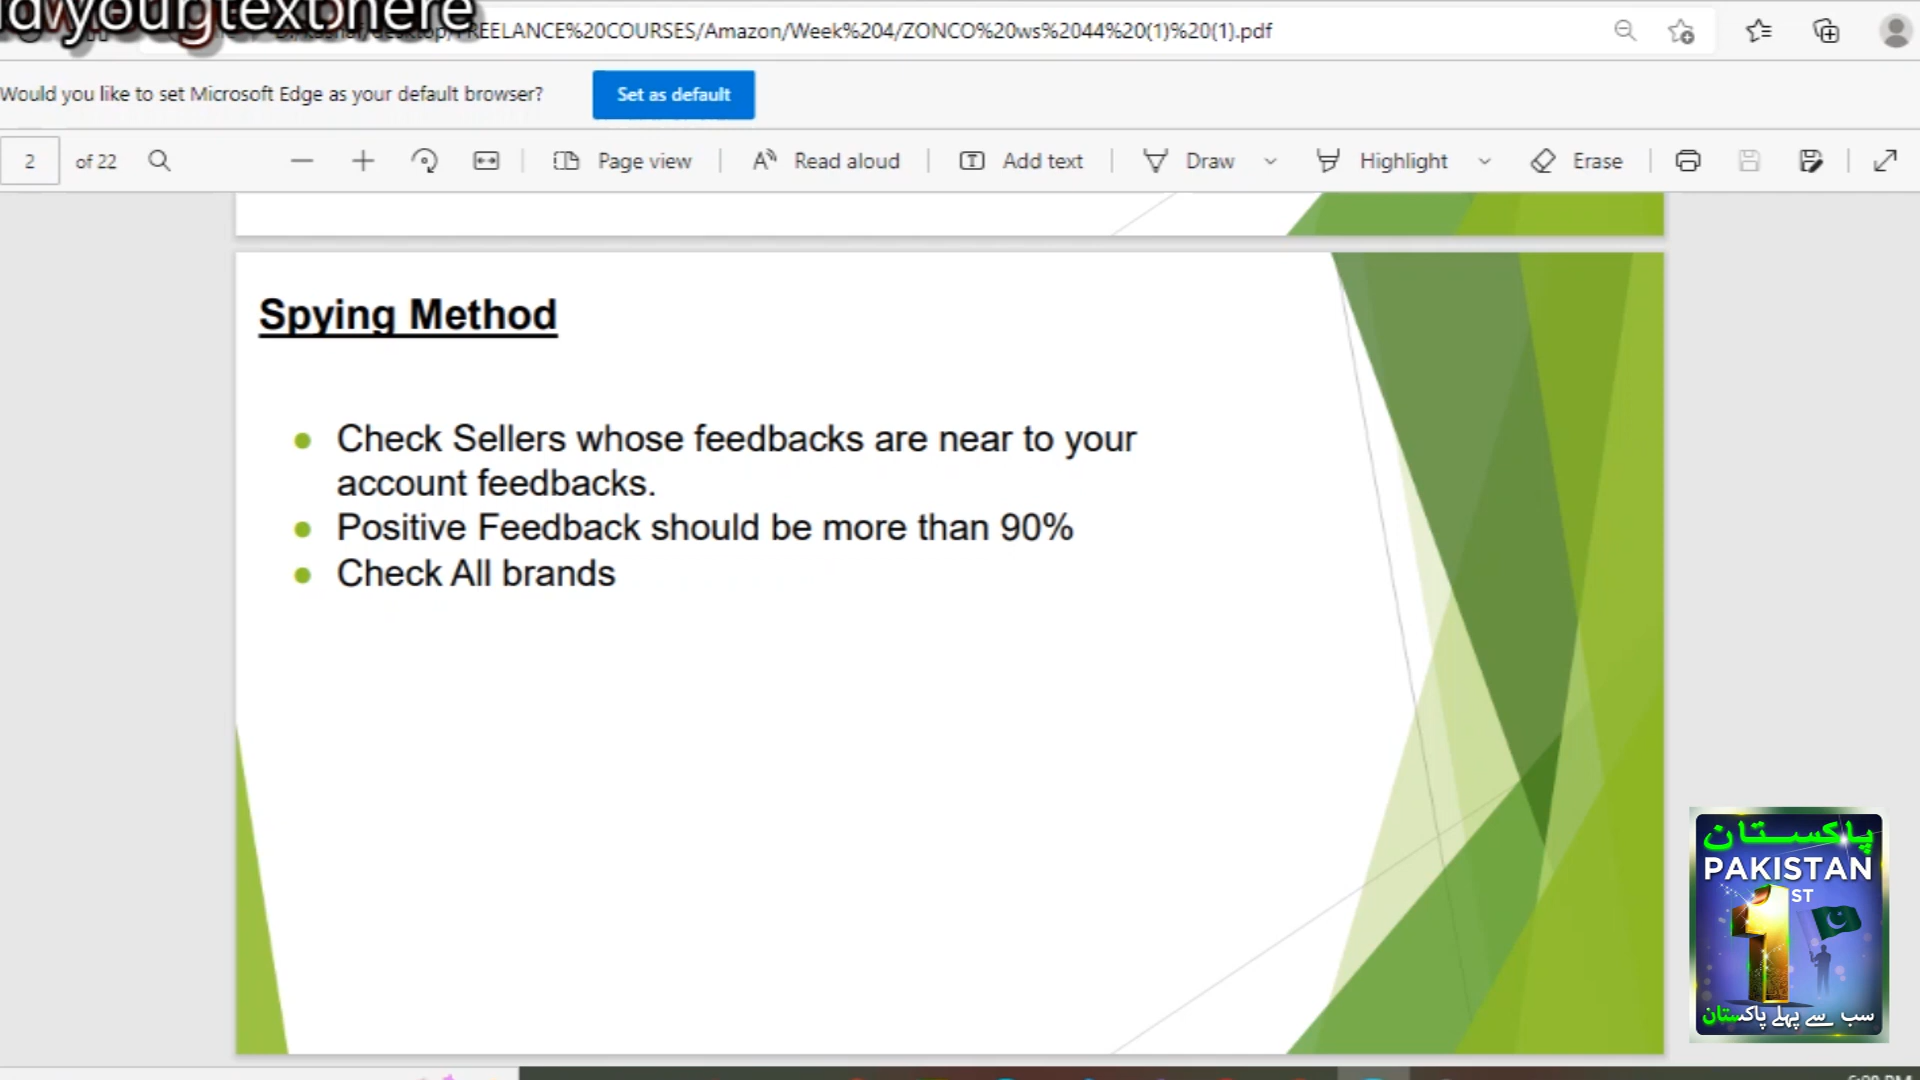 FREELANCE%20COURSES/Amazon/Week%204/ZONCO%20ws%2044%20(1)%20(1).pdf
Would you like to set Microsoft Edge as your default browser?
Set as default
2 of 22
Page view
Read aloud
Add text
Draw
Highlight
Erase
Spying Method
Check Sellers whose feedbacks are near to your
account feedbacks.
Positive Feedback should be more than 90%
Check All brands
پاکستان
PAKISTAN
1ST
سب سے پہلے پاکستان